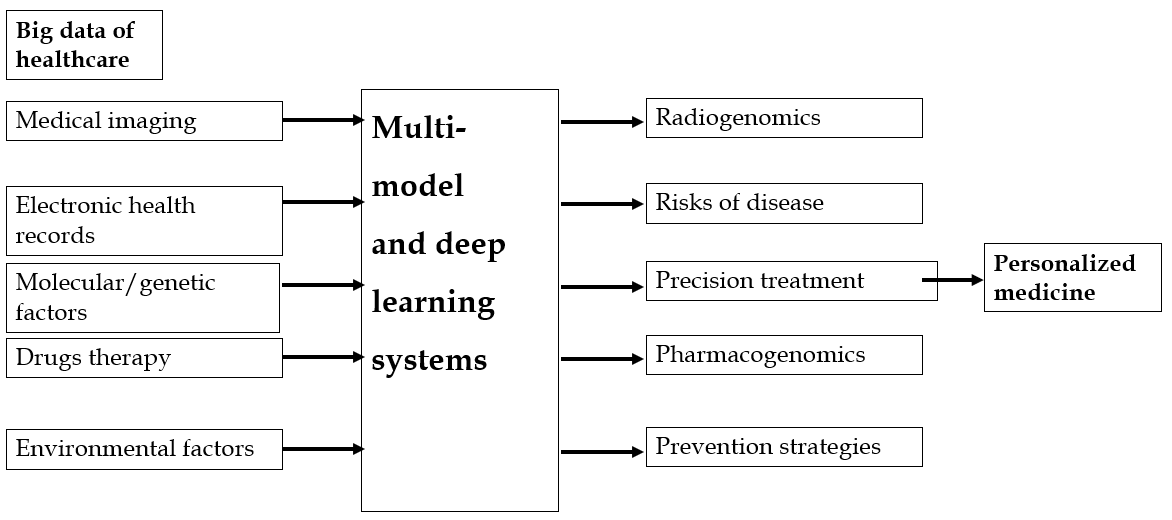 Big data of
healthcare
Medical imaging
Electronic health
records
Molecular/genetic
factors
Drugs therapy
Environmental factors
Multi-
model
and deep
learning
systems
Radiogenomics
Risks of disease
Precision treatment
Pharmacogenomics
Prevention strategies
Personalized
medicine